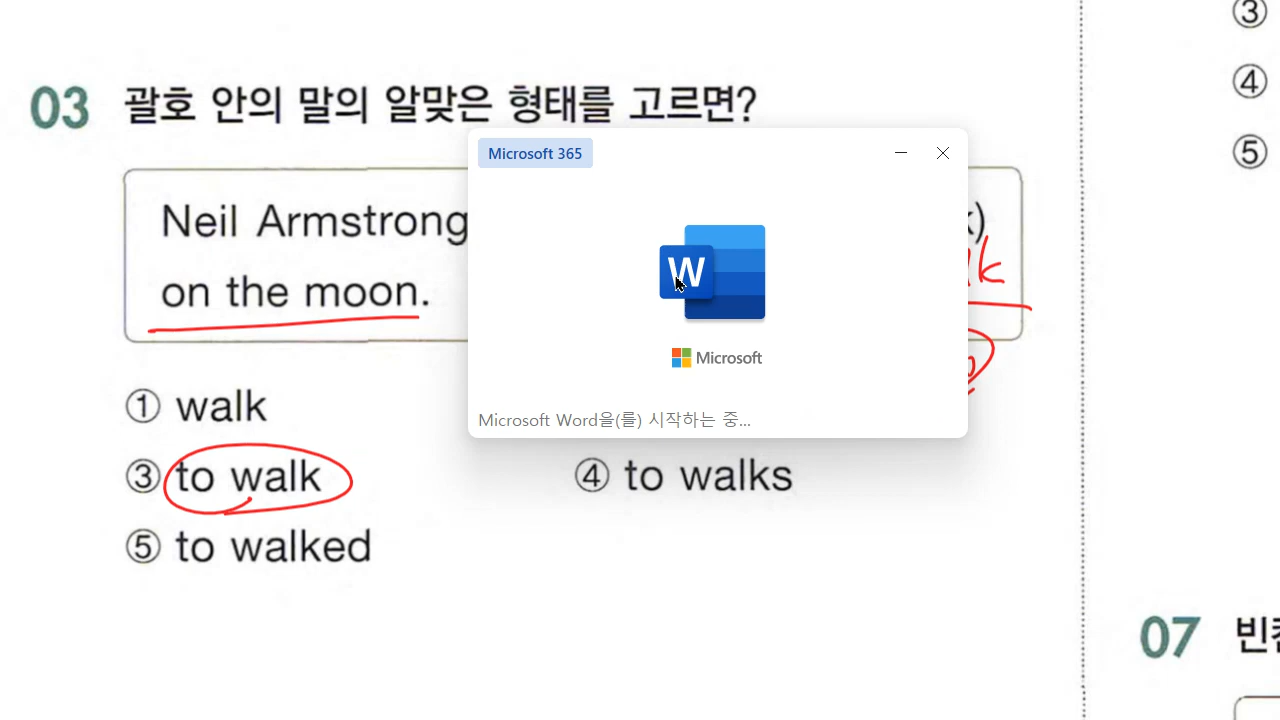 03 괄호 안의 말의 알맞은 형태를 고르면?
Neil Armstrong
on the moon.
① walk
③ to walk
④ to walks
⑤ to walked
Microsoft 365
W
Microsoft
Microsoft Word을(를) 시작하는 중...
③
④
⑤
07